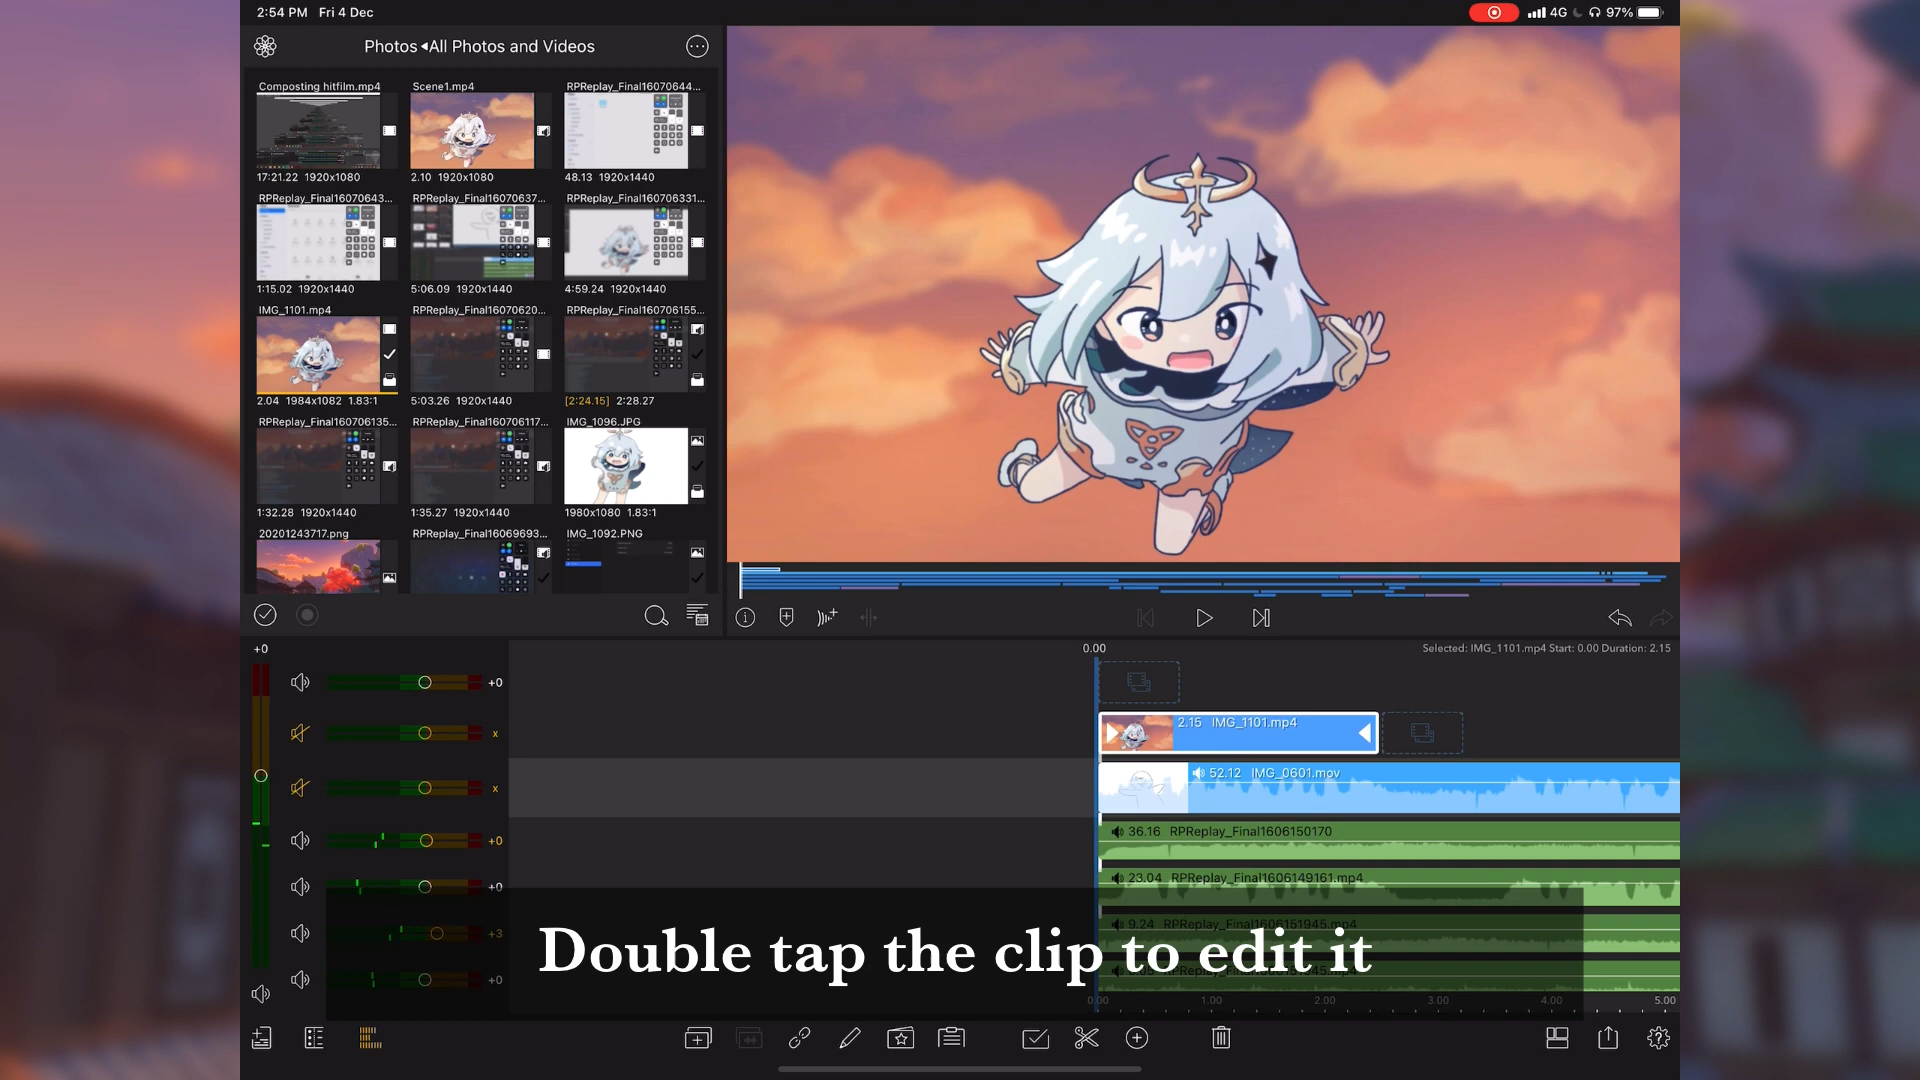 2:54 PM Fri 4 Dec
4G 97%
Photos ◂All Photos and Videos
Composting hitfilm.mp4 Scene1.mp4 RPReplay_Final16070644...
17:21.22 1920x1080 2.10 1920x1080 48.13 1920x1440
RPReplay_Final16070643... RPReplay_Final16070637... RPReplay_Final160706331...
1:15.02 1920x1440 5:06.09 1920x1440 4:59.24 1920x1440
IMG_1101.mp4 RPReplay_Final16070620... RPReplay_Final160706155...
2.04 1984x1082 1.83:1 5:03.26 1920x1440 [2:24.15] 2:28.27
RPReplay_Final160706135... RPReplay_Final160706117... IMG_1096.JPG
1:32.28 1920x1440 1:35.27 1920x1440 1980x1080 1.83:1
20201243717.png RPReplay_Final16069693... IMG_1092.PNG
+0 0.00 Selected: IMG_1101.mp4 Start: 0.00 Duration: 2.15
+0
2.15 IMG_1101.mp4
x
52.12 IMG_0601.mov
x
36.16 RPReplay_Final1606150170
+0
23.04 RPReplay_Final1606149161.mp4
+0
9.24 RPReplay_Final1606151945.mp4
+3
Double tap the clip to edit it
+0
0.00 1.00 2.00 3.00 4.00 5.00